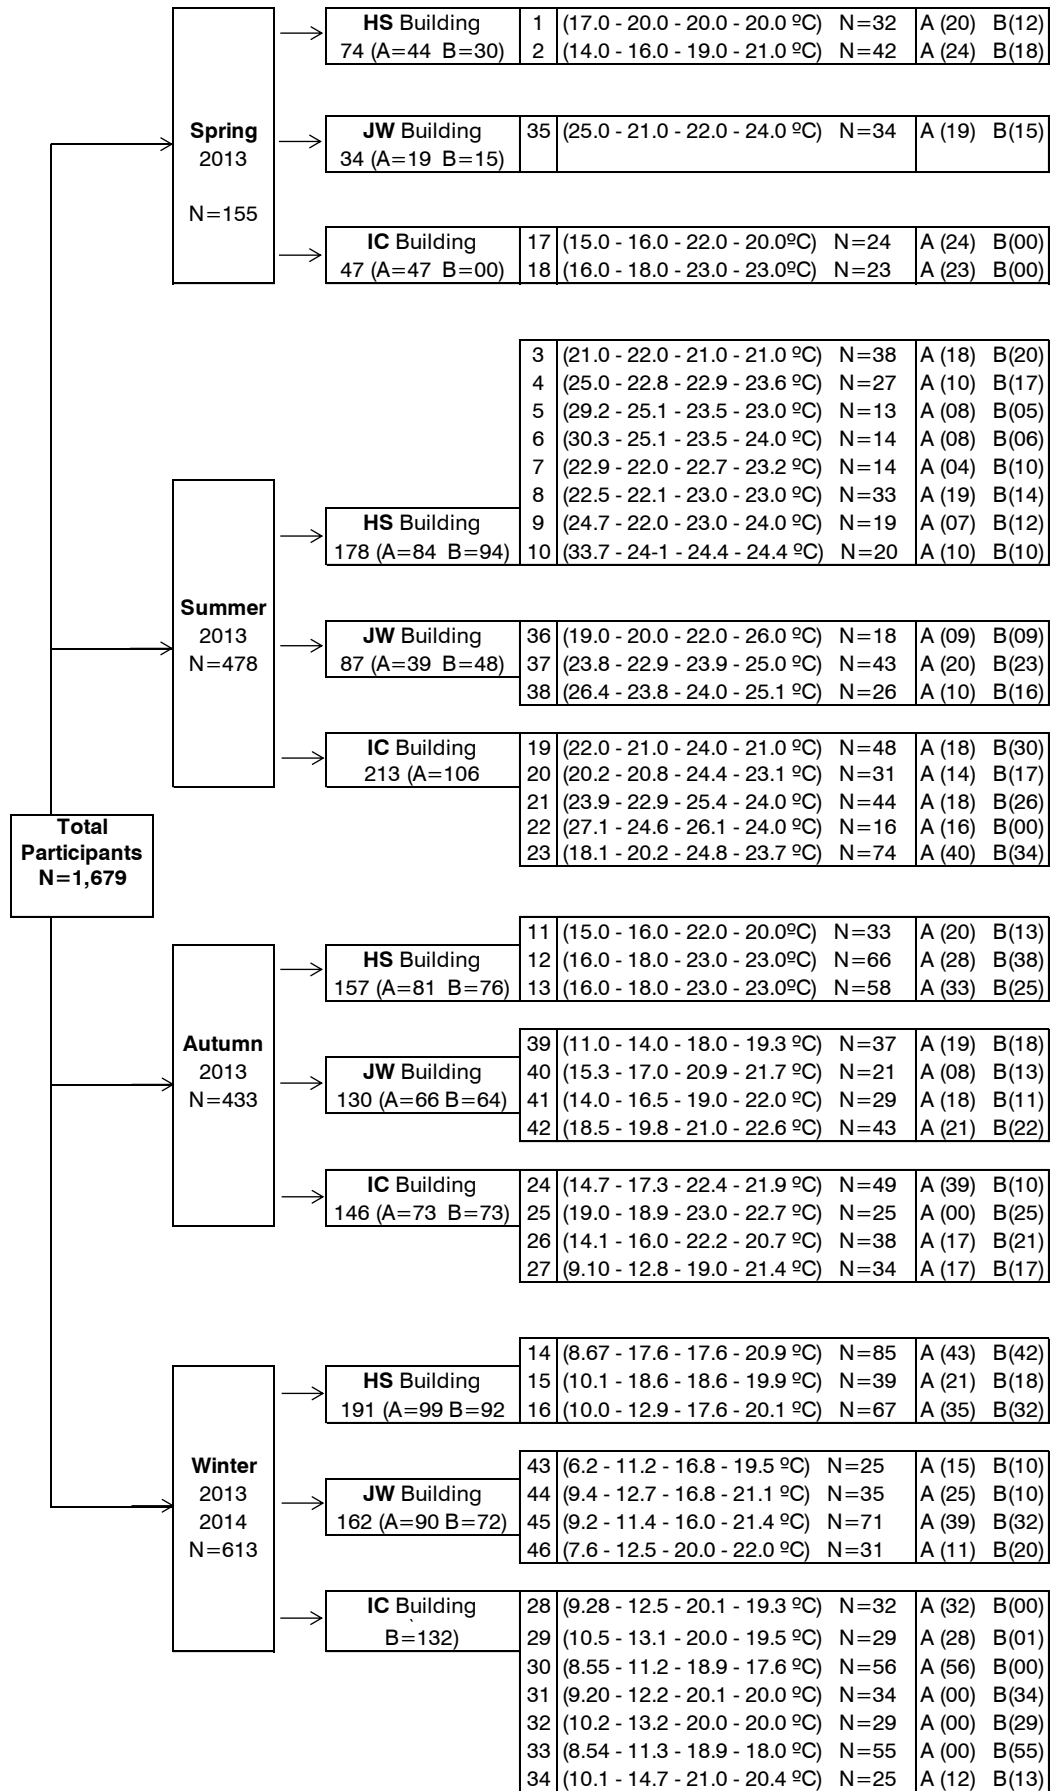 HS Building
74 (A=44 B=30)
1 (17.0 - 20.0 - 20.0 - 20.0 ºC) N=32 A (20) B(12)
2 (14.0 - 16.0 - 19.0 - 21.0 ºC) N=42 A (24) B(18)
Spring
2013
N=155
JW Building
34 (A=19 B=15)
35 (25.0 - 21.0 - 22.0 - 24.0 ºC) N=34 A (19) B(15)
IC Building
47 (A=47 B=00)
17 (15.0 - 16.0 - 22.0 - 20.0ºC) N=24 A (24) B(00)
18 (16.0 - 18.0 - 23.0 - 23.0ºC) N=23 A (23) B(00)
3 (21.0 - 22.0 - 21.0 - 21.0 ºC) N=38 A (18) B(20)
4 (25.0 - 22.8 - 22.9 - 23.6 ºC) N=27 A (10) B(17)
5 (29.2 - 25.1 - 23.5 - 23.0 ºC) N=13 A (08) B(05)
6 (30.3 - 25.1 - 23.5 - 24.0 ºC) N=14 A (08) B(06)
7 (22.9 - 22.0 - 22.7 - 23.2 ºC) N=14 A (04) B(10)
8 (22.5 - 22.1 - 23.0 - 23.0 ºC) N=33 A (19) B(14)
9 (24.7 - 22.0 - 23.0 - 24.0 ºC) N=19 A (07) B(12)
10 (33.7 - 24-1 - 24.4 - 24.4 ºC) N=20 A (10) B(10)
HS Building
178 (A=84 B=94)
Summer
2013
N=478
JW Building
87 (A=39 B=48)
36 (19.0 - 20.0 - 22.0 - 26.0 ºC) N=18 A (09) B(09)
37 (23.8 - 22.9 - 23.9 - 25.0 ºC) N=43 A (20) B(23)
38 (26.4 - 23.8 - 24.0 - 25.1 ºC) N=26 A (10) B(16)
IC Building
213 (A=106
19 (22.0 - 21.0 - 24.0 - 21.0 ºC) N=48 A (18) B(30)
20 (20.2 - 20.8 - 24.4 - 23.1 ºC) N=31 A (14) B(17)
21 (23.9 - 22.9 - 25.4 - 24.0 ºC) N=44 A (18) B(26)
22 (27.1 - 24.6 - 26.1 - 24.0 ºC) N=16 A (16) B(00)
23 (18.1 - 20.2 - 24.8 - 23.7 ºC) N=74 A (40) B(34)
Total
Participants
N=1,679
11 (15.0 - 16.0 - 22.0 - 20.0ºC) N=33 A (20) B(13)
12 (16.0 - 18.0 - 23.0 - 23.0ºC) N=66 A (28) B(38)
13 (16.0 - 18.0 - 23.0 - 23.0ºC) N=58 A (33) B(25)
HS Building
157 (A=81 B=76)
Autumn
2013
N=433
39 (11.0 - 14.0 - 18.0 - 19.3 ºC) N=37 A (19) B(18)
40 (15.3 - 17.0 - 20.9 - 21.7 ºC) N=21 A (08) B(13)
41 (14.0 - 16.5 - 19.0 - 22.0 ºC) N=29 A (18) B(11)
42 (18.5 - 19.8 - 21.0 - 22.6 ºC) N=43 A (21) B(22)
JW Building
130 (A=66 B=64)
IC Building
146 (A=73 B=73)
24 (14.7 - 17.3 - 22.4 - 21.9 ºC) N=49 A (39) B(10)
25 (19.0 - 18.9 - 23.0 - 22.7 ºC) N=25 A (00) B(25)
26 (14.1 - 16.0 - 22.2 - 20.7 ºC) N=38 A (17) B(21)
27 (9.10 - 12.8 - 19.0 - 21.4 ºC) N=34 A (17) B(17)
14 (8.67 - 17.6 - 17.6 - 20.9 ºC) N=85 A (43) B(42)
15 (10.1 - 18.6 - 18.6 - 19.9 ºC) N=39 A (21) B(18)
16 (10.0 - 12.9 - 17.6 - 20.1 ºC) N=67 A (35) B(32)
HS Building
191 (A=99 B=92
Winter
2013
2014
N=613
43 (6.2 - 11.2 - 16.8 - 19.5 ºC) N=25 A (15) B(10)
44 (9.4 - 12.7 - 16.8 - 21.1 ºC) N=35 A (25) B(10)
45 (9.2 - 11.4 - 16.0 - 21.4 ºC) N=71 A (39) B(32)
46 (7.6 - 12.5 - 20.0 - 22.0 ºC) N=31 A (11) B(20)
JW Building
162 (A=90 B=72)
IC Building
B=132)
28 (9.28 - 12.5 - 20.1 - 19.3 ºC) N=32 A (32) B(00)
29 (10.5 - 13.1 - 20.0 - 19.5 ºC) N=29 A (28) B(01)
30 (8.55 - 11.2 - 18.9 - 17.6 ºC) N=56 A (56) B(00)
31 (9.20 - 12.2 - 20.1 - 20.0 ºC) N=34 A (00) B(34)
32 (10.2 - 13.2 - 20.0 - 20.0 ºC) N=29 A (00) B(29)
33 (8.54 - 11.3 - 18.9 - 18.0 ºC) N=55 A (00) B(55)
34 (10.1 - 14.7 - 21.0 - 20.4 ºC) N=25 A (12) B(13)